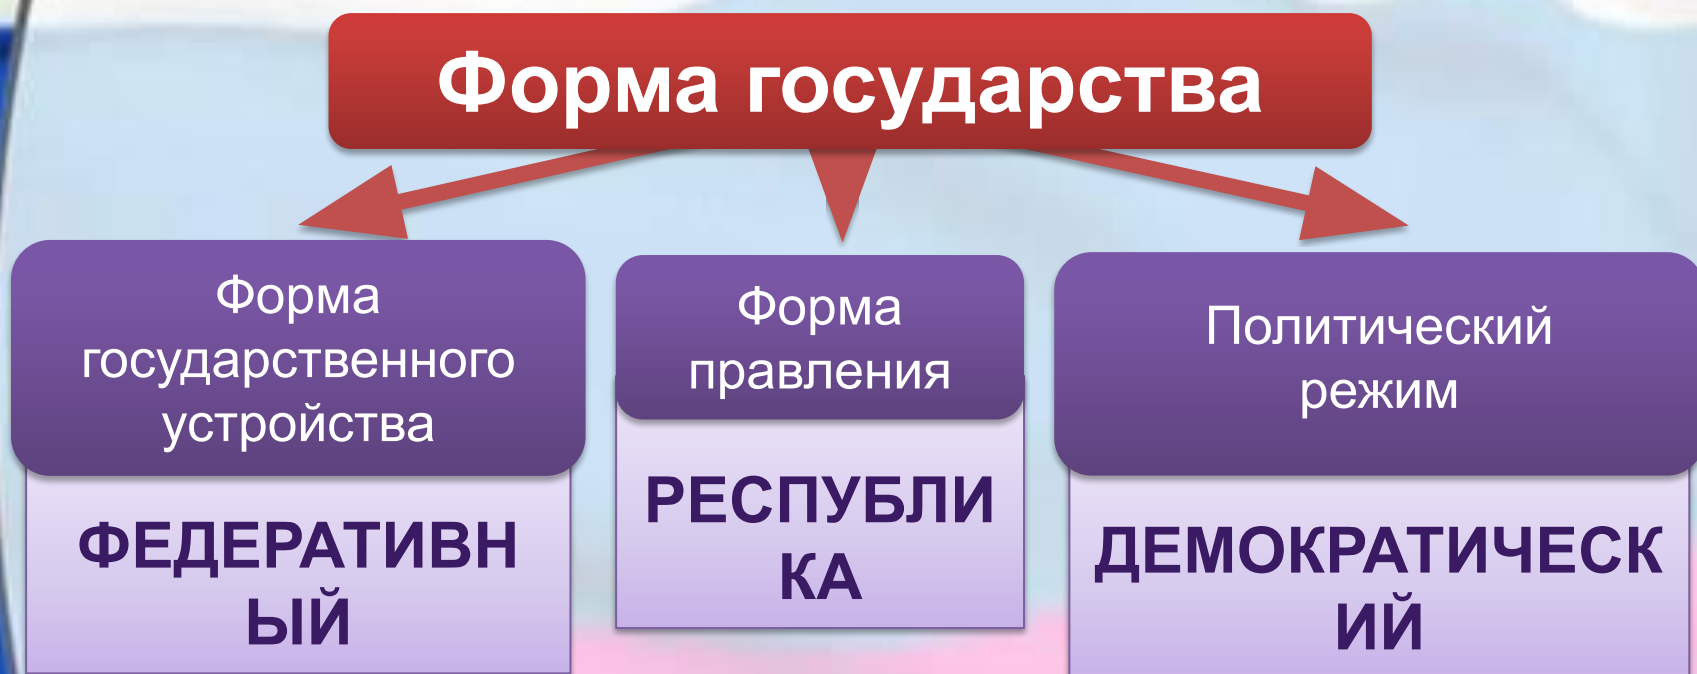 Форма государства
Форма
государственного
устройства
ФЕДЕРАТИВН
ЫЙ
Форма
правления
РЕСПУБЛИ
КА
Политический
режим
ДЕМОКРАТИЧЕСК
ИЙ